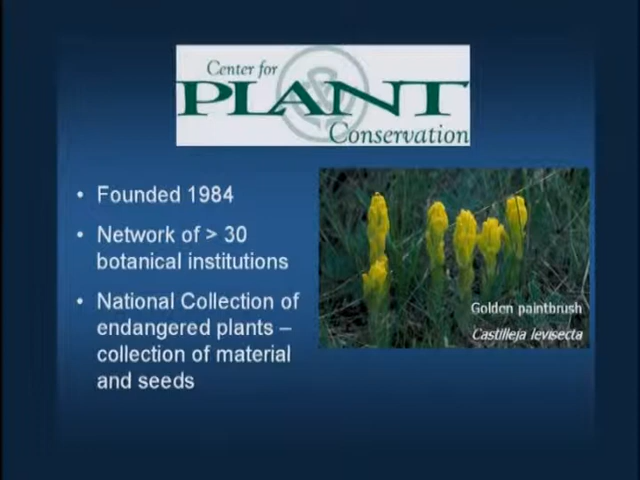 Center for
PLANT
Conservation
• Founded 1984
• Network of > 30
botanical institutions
• National Collection of
endangered plants –
collection of material
and seeds
Golden paintbrush
Castilleja levisecta